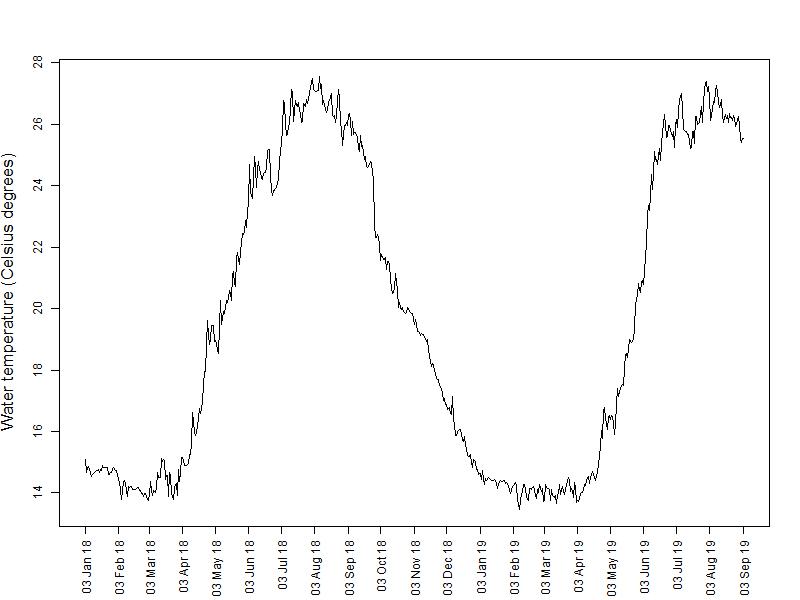 Water temperature (Celsius degrees)
28
26
24
22
20
18
16
14
03 Jan 18
03 Feb 18
03 Mar 18
03 Apr 18
03 May 18
03 Jun 18
03 Jul 18
03 Aug 18
03 Sep 18
03 Oct 18
03 Nov 18
03 Dec 18
03 Jan 19
03 Feb 19
03 Mar 19
03 Apr 19
03 May 19
03 Jun 19
03 Jul 19
03 Aug 19
03 Sep 19